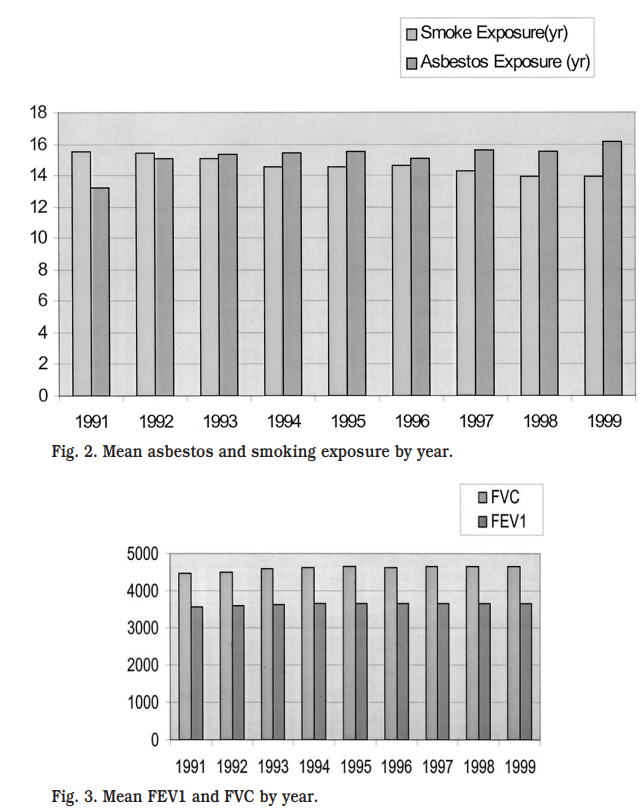 Smoke Exposure(yr)
Asbestos Exposure (yr)
18
16
14
12
10
8
6
4
2
0
1991 1992 1993 1994 1995 1996 1997 1998 1999
Fig. 2. Mean asbestos and smoking exposure by year.
FVC
FEV1
5000
4000
3000
2000
1000
0
1991 1992 1993 1994 1995 1996 1997 1998 1999
Fig. 3. Mean FEV1 and FVC by year.